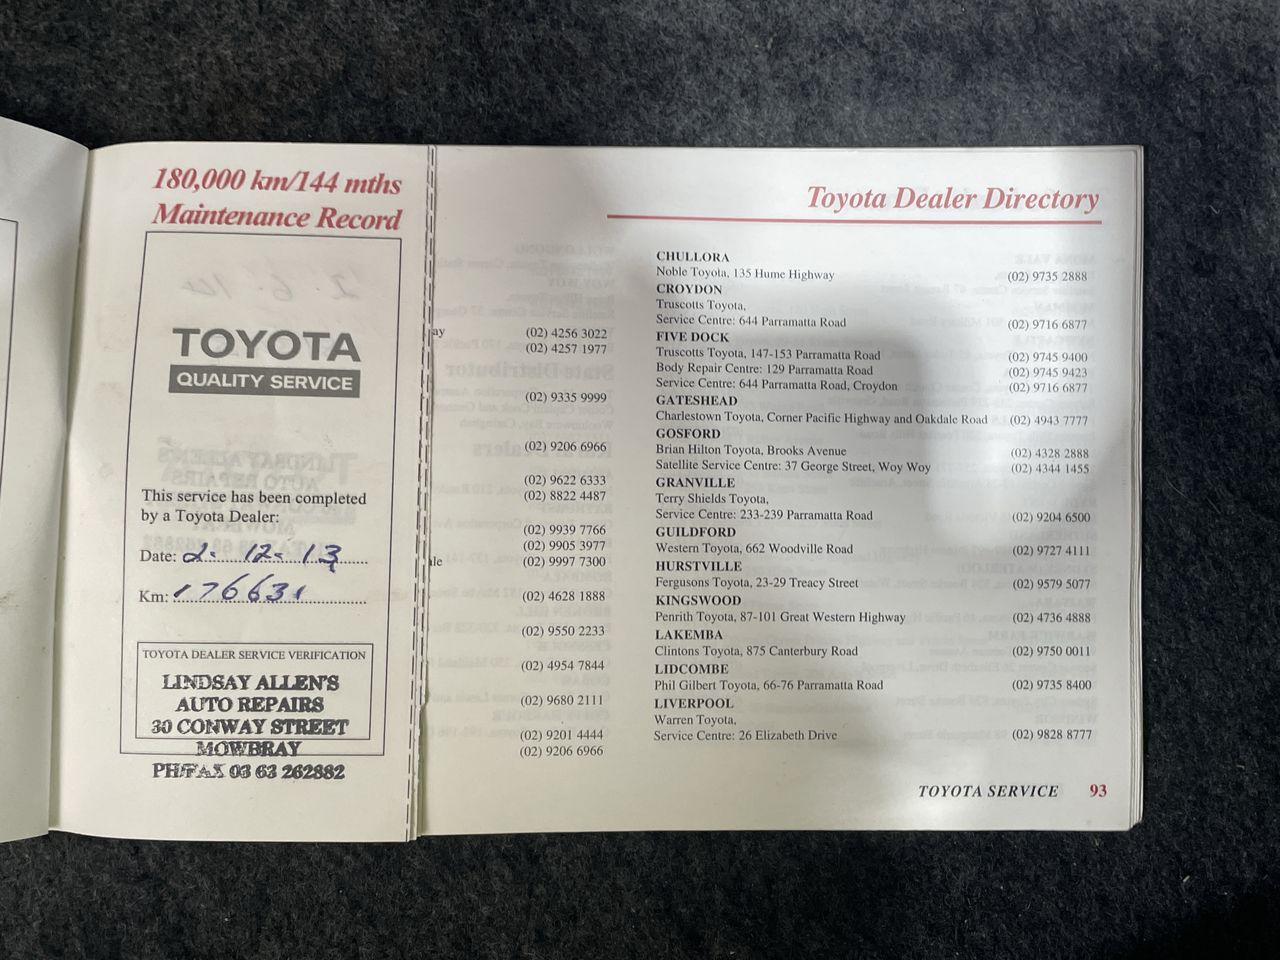 180,000 km/144 mths
Maintenance Record
TOYOTA
QUALITY SERVICE
This service has been completed
by a Toyota Dealer:
Date: 2. 12. 13
Km: 176631
TOYOTA DEALER SERVICE VERIFICATION
LINDSAY ALLEN'S
AUTO REPAIRS
30 CONWAY STREET
MOWBRAY
PH/FAX 03 63 262882
ay (02) 4256 3022
(02) 4257 1977
(02) 9335 9999
(02) 9206 6966
(02) 9622 6333
(02) 8822 4487
(02) 9939 7766
(02) 9905 3977
ale (02) 9997 7300
(02) 4628 1888
(02) 9550 2233
(02) 4954 7844
(02) 9680 2111
(02) 9201 4444
(02) 9206 6966
Toyota Dealer Directory
CHULLORA
Noble Toyota, 135 Hume Highway (02) 9735 2888
CROYDON
Truscotts Toyota,
Service Centre: 644 Parramatta Road (02) 9716 6877
FIVE DOCK
Truscotts Toyota, 147-153 Parramatta Road (02) 9745 9400
Body Repair Centre: 129 Parramatta Road (02) 9745 9423
Service Centre: 644 Parramatta Road, Croydon (02) 9716 6877
GATESHEAD
Charlestown Toyota, Corner Pacific Highway and Oakdale Road (02) 4943 7777
GOSFORD
Brian Hilton Toyota, Brooks Avenue (02) 4328 2888
Satellite Service Centre: 37 George Street, Woy Woy (02) 4344 1455
GRANVILLE
Terry Shields Toyota,
Service Centre: 233-239 Parramatta Road (02) 9204 6500
GUILDFORD
Western Toyota, 662 Woodville Road (02) 9727 4111
HURSTVILLE
Fergusons Toyota, 23-29 Treacy Street (02) 9579 5077
KINGSWOOD
Penrith Toyota, 87-101 Great Western Highway (02) 4736 4888
LAKEMBA
Clintons Toyota, 875 Canterbury Road (02) 9750 0011
LIDCOMBE
Phil Gilbert Toyota, 66-76 Parramatta Road (02) 9735 8400
LIVERPOOL
Warren Toyota,
Service Centre: 26 Elizabeth Drive (02) 9828 8777
TOYOTA SERVICE 93